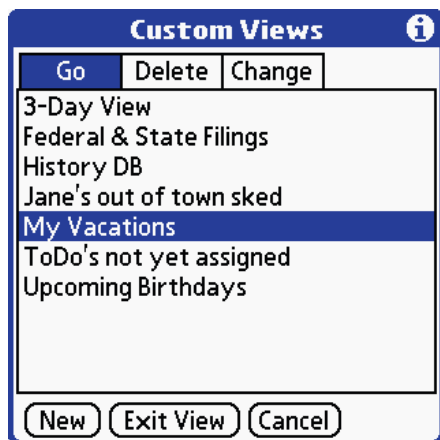 Custom Views i
Go Delete Change
3-Day View
Federal & State Filings
History DB
Jane's out of town sked
My Vacations
ToDo's not yet assigned
Upcoming Birthdays
New Exit View Cancel